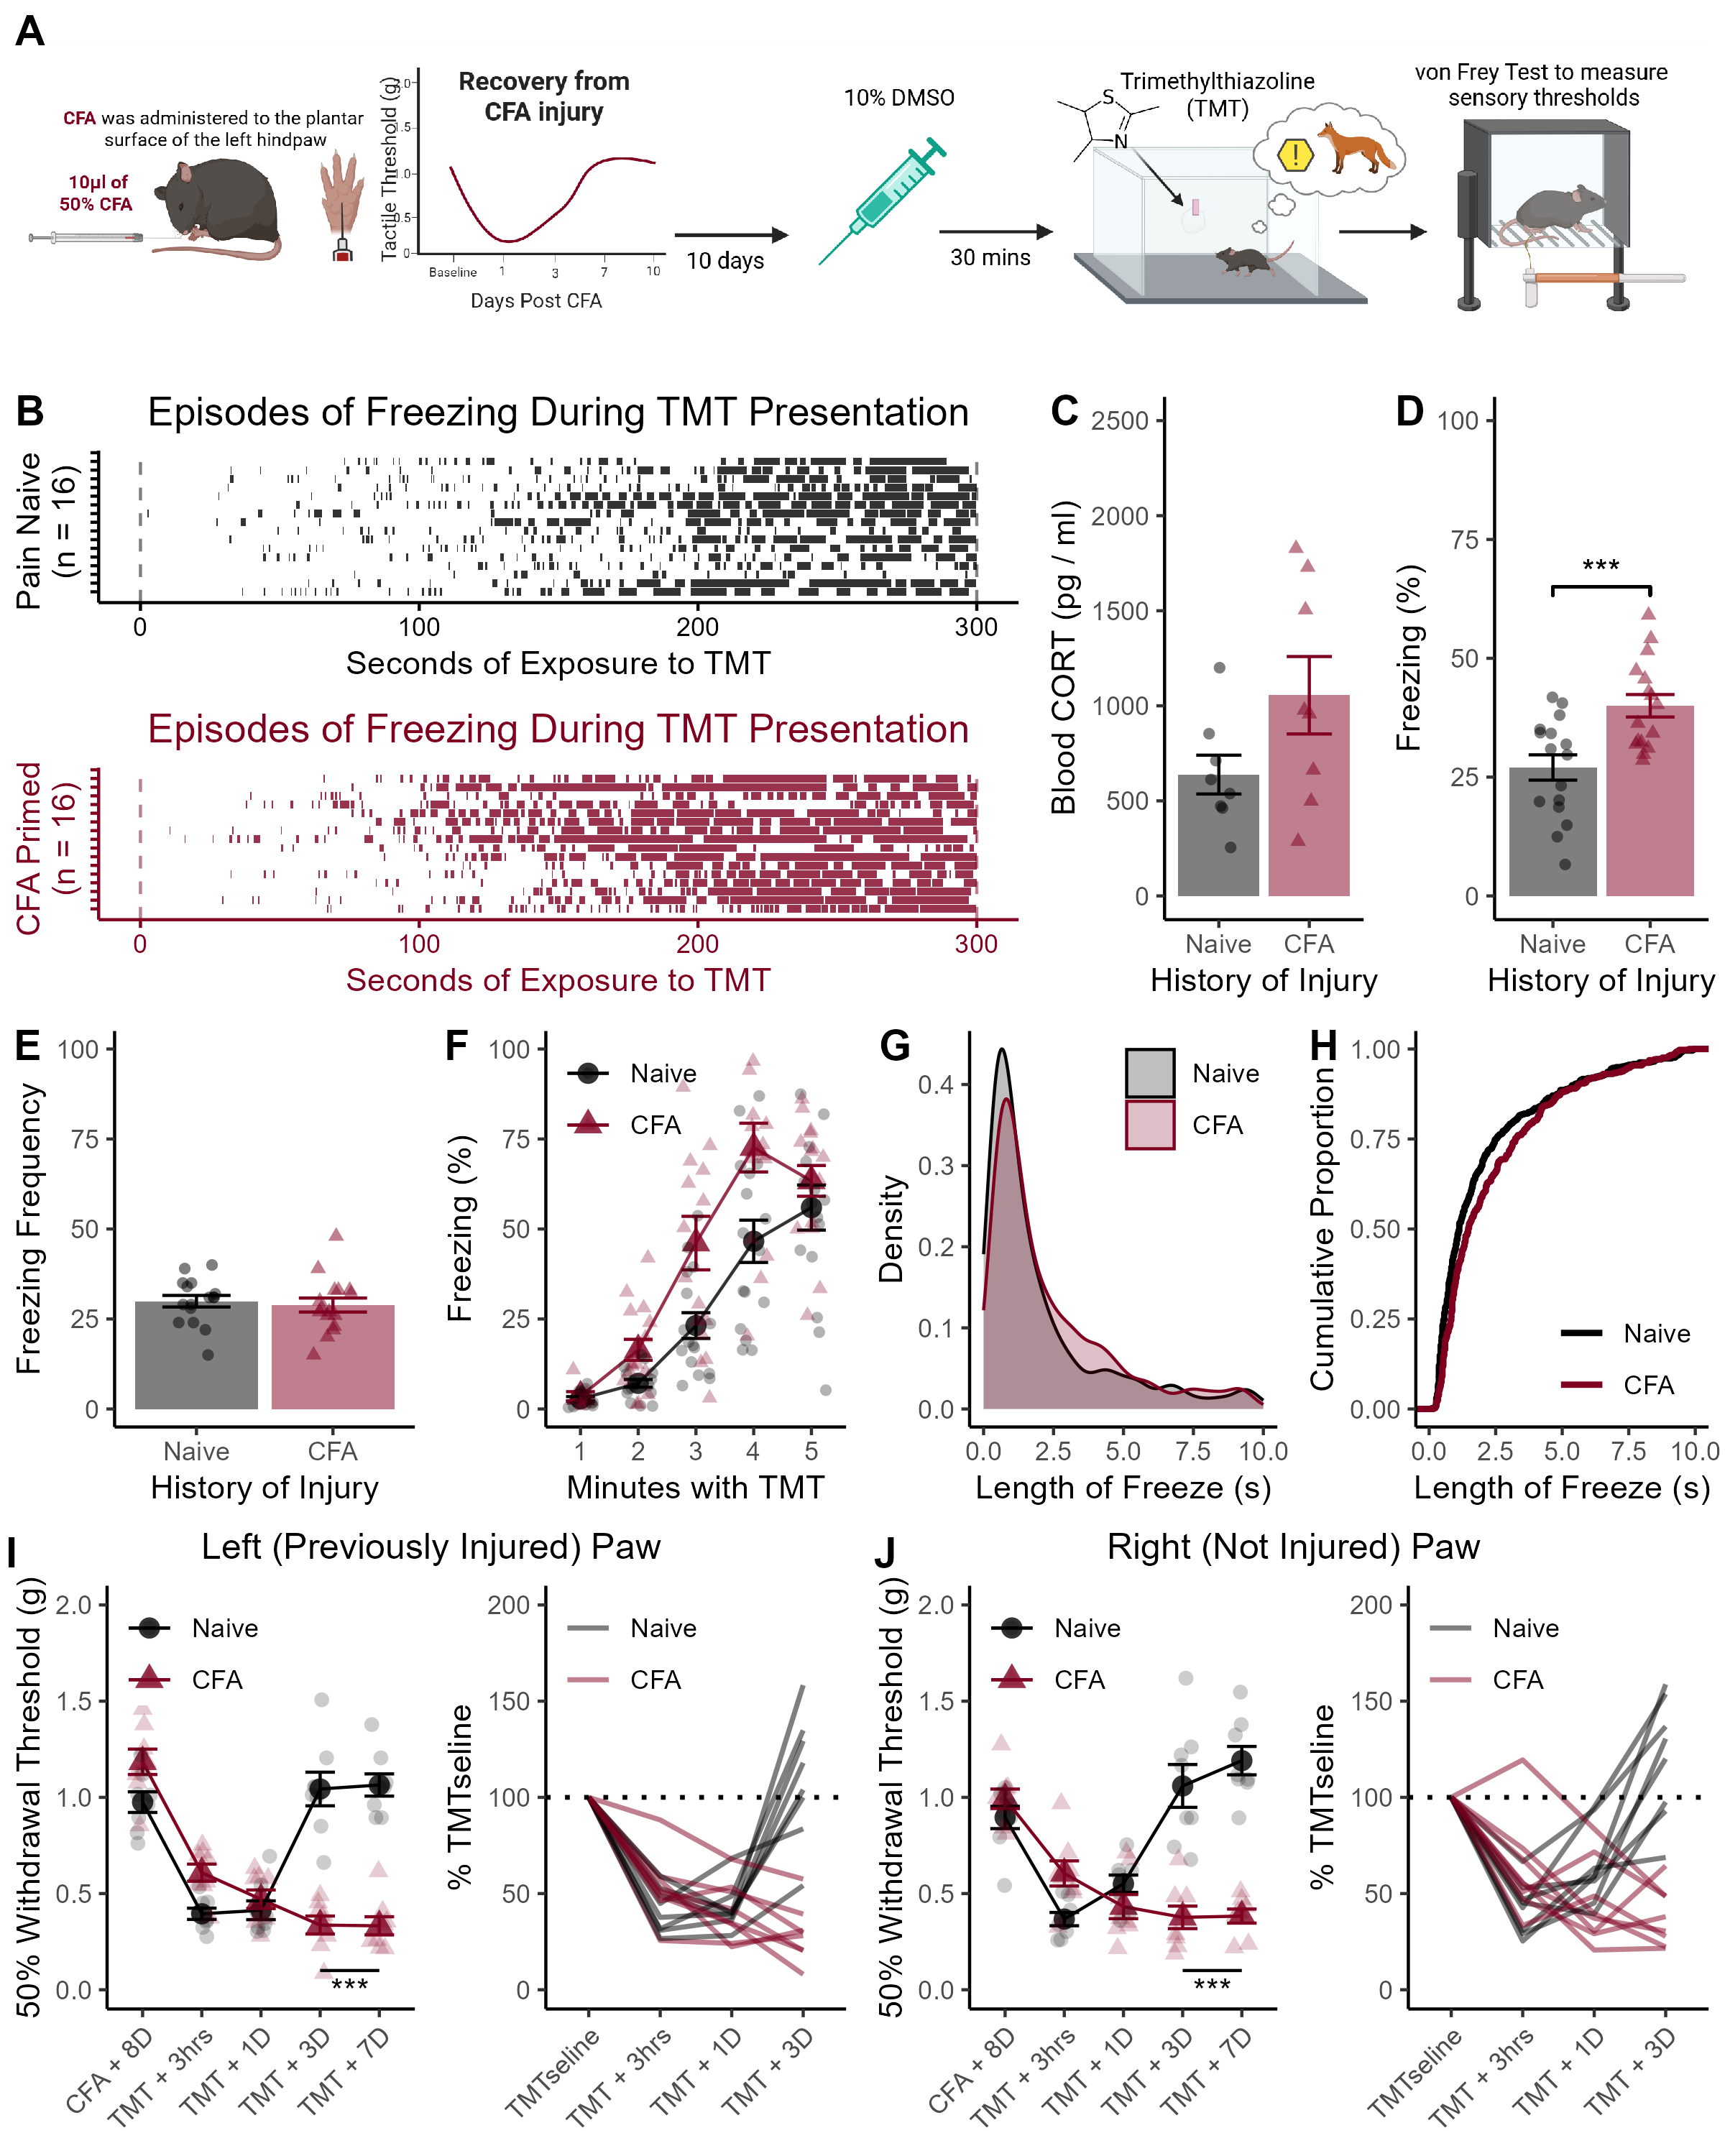 A
CFA was administered to the plantar
surface of the left hindpaw
10µl of
50% CFA
Recovery from
CFA injury
Tactile Threshold (g)
2.0
1.5
1.0
0.5
0
Baseline 1 3 7 10
Days Post CFA
10 days
10% DMSO
30 mins
Trimethylthiazoline
(TMT)
S
N
!
von Frey Test to measure
sensory thresholds
B
Episodes of Freezing During TMT Presentation
Pain Naive
(n = 16)
0 100 200 300
Seconds of Exposure to TMT
Episodes of Freezing During TMT Presentation
CFA Primed
(n = 16)
0 100 200 300
Seconds of Exposure to TMT
C
Blood CORT (pg / ml)
2500
2000
1500
1000
500
0
Naive CFA
History of Injury
D
Freezing (%)
100
75
50
25
0
***
Naive CFA
History of Injury
E
Freezing Frequency
100
75
50
25
0
Naive CFA
History of Injury
F
Freezing (%)
100
75
50
25
0
Naive
CFA
1 2 3 4 5
Minutes with TMT
G
Density
0.4
0.3
0.2
0.1
0.0
Naive
CFA
0.0 2.5 5.0 7.5 10.0
Length of Freeze (s)
H
Cumulative Proportion
1.00
0.75
0.50
0.25
0.00
Naive
CFA
0.0 2.5 5.0 7.5 10.0
Length of Freeze (s)
I
Left (Previously Injured) Paw
50% Withdrawal Threshold (g)
2.0
1.5
1.0
0.5
0.0
Naive
CFA
***
CFA + 8D
TMT + 3hrs
TMT + 1D
TMT + 3D
TMT + 7D
% TMTseline
200
150
100
50
0
Naive
CFA
TMTseline
TMT + 3hrs
TMT + 1D
TMT + 3D
J
Right (Not Injured) Paw
50% Withdrawal Threshold (g)
2.0
1.5
1.0
0.5
0.0
Naive
CFA
***
CFA + 8D
TMT + 3hrs
TMT + 1D
TMT + 3D
TMT + 7D
% TMTseline
200
150
100
50
0
Naive
CFA
TMTseline
TMT + 3hrs
TMT + 1D
TMT + 3D